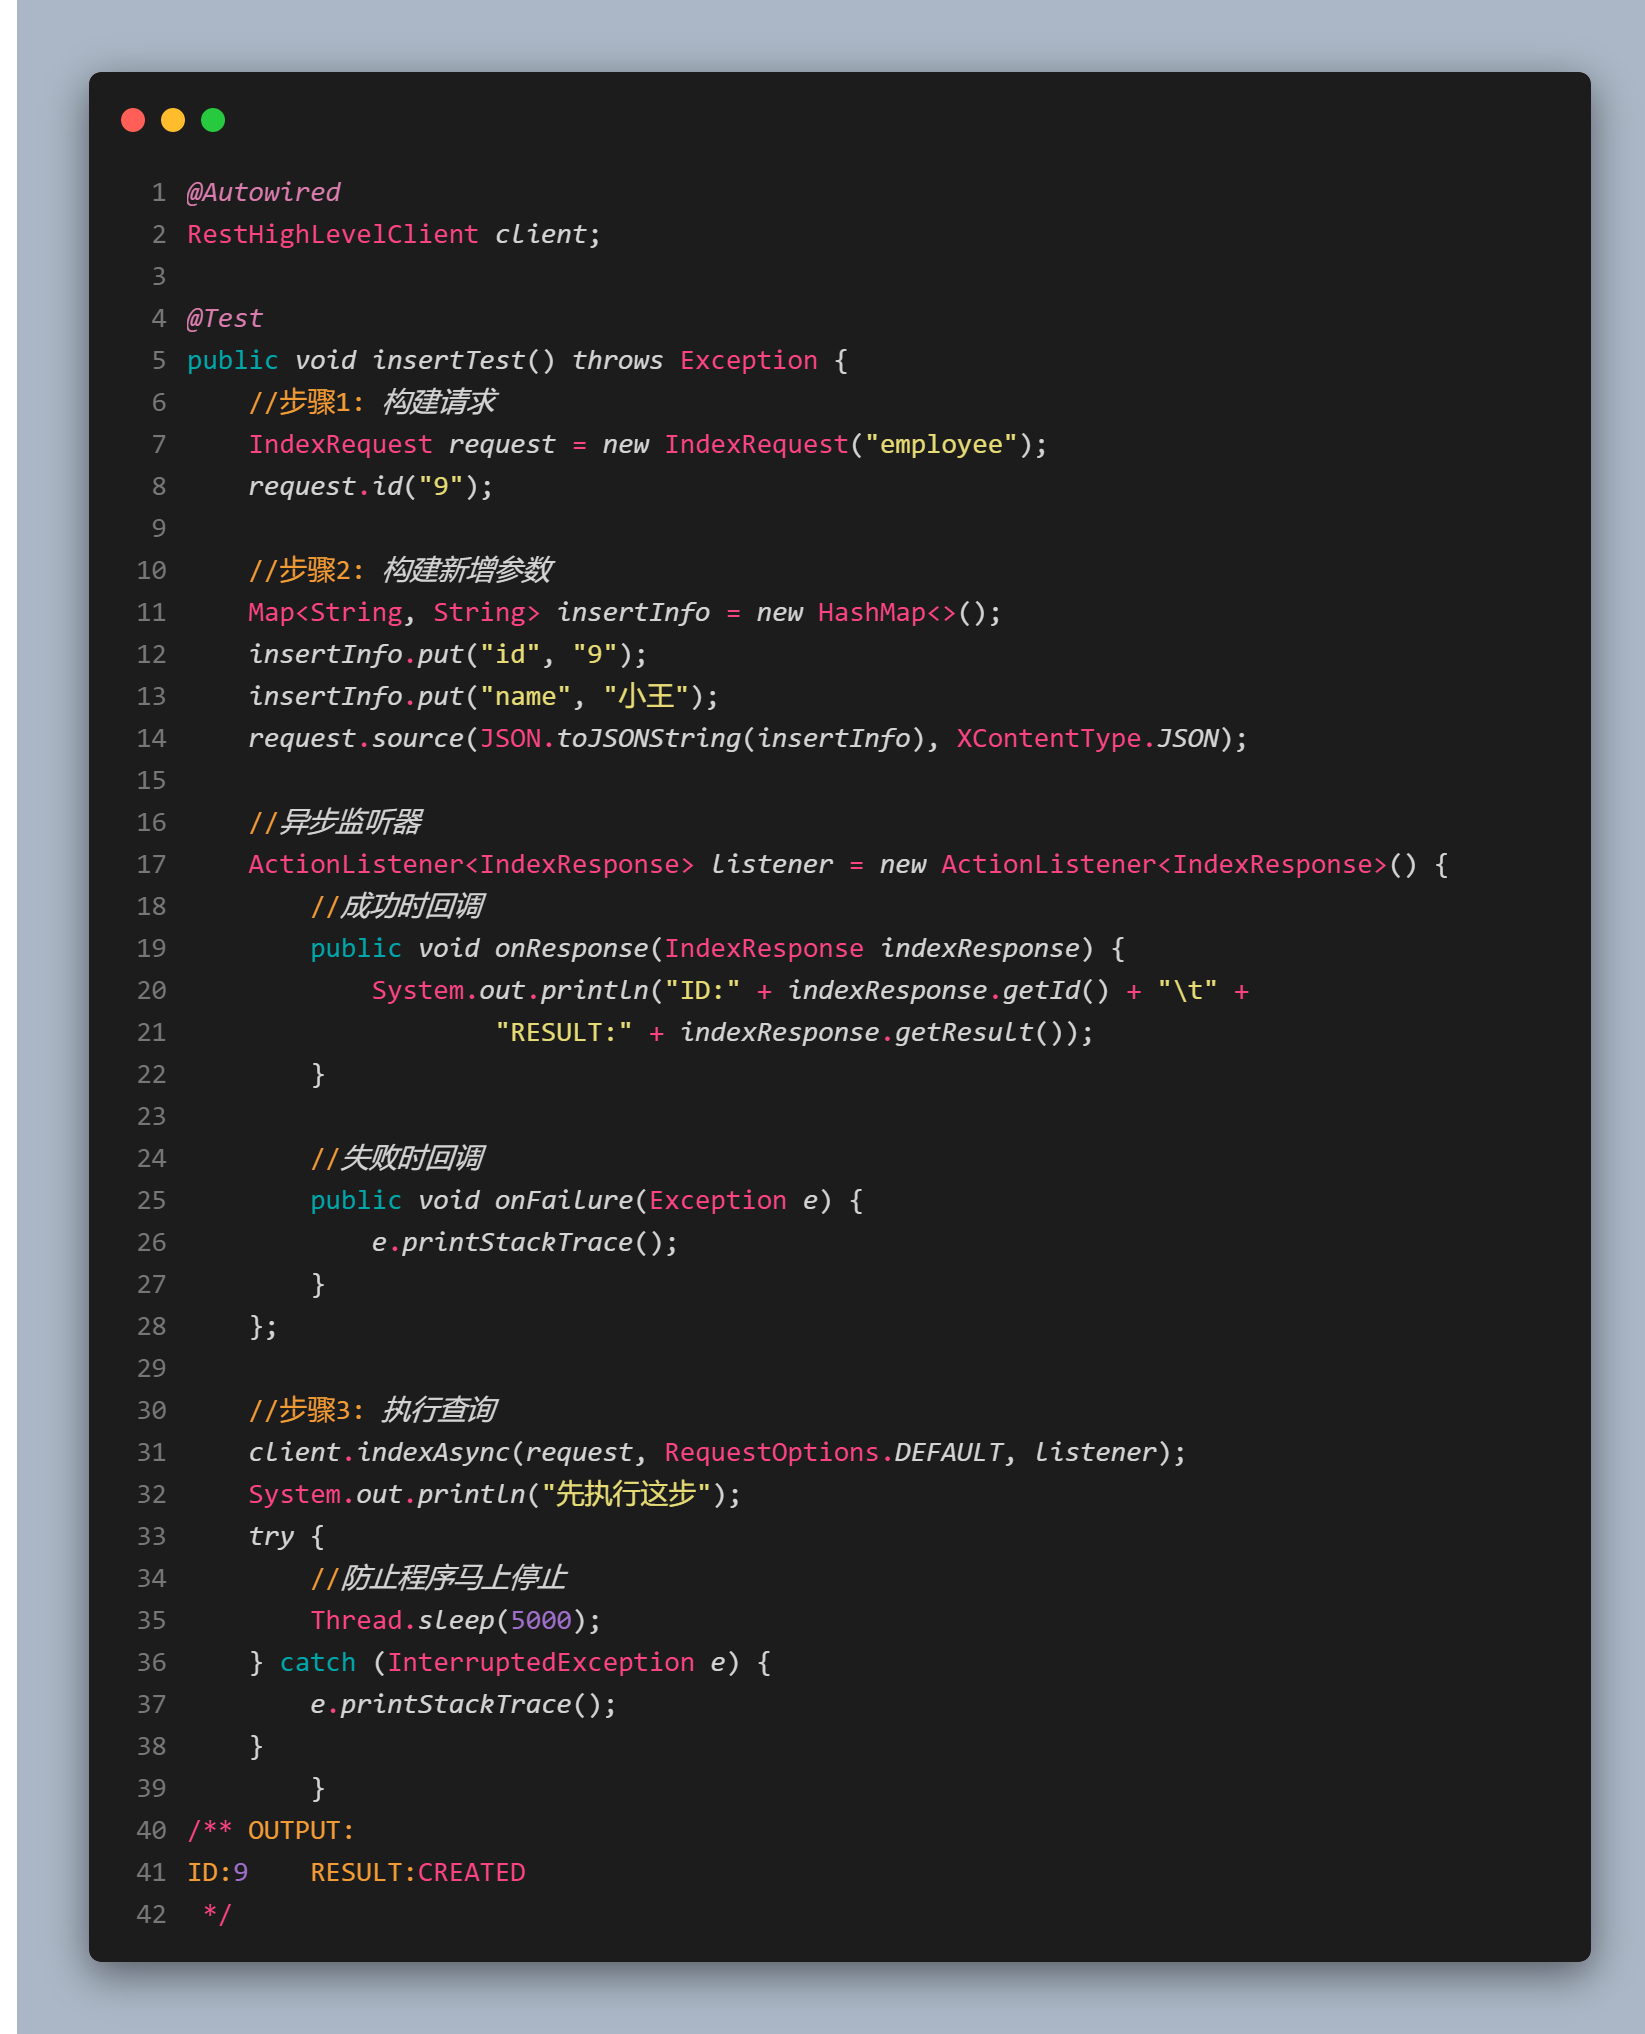 1 @Autowired
2 RestHighLevelClient client;
3
4 @Test
5 public void insertTest() throws Exception {
6     //步骤1: 构建请求
7     IndexRequest request = new IndexRequest("employee");
8     request.id("9");
9
10     //步骤2: 构建新增参数
11     Map<String, String> insertInfo = new HashMap<>();
12     insertInfo.put("id", "9");
13     insertInfo.put("name", "小王");
14     request.source(JSON.toJSONString(insertInfo), XContentType.JSON);
15
16     //异步监听器
17     ActionListener<IndexResponse> listener = new ActionListener<IndexResponse>() {
18         //成功时回调
19         public void onResponse(IndexResponse indexResponse) {
20             System.out.println("ID:" + indexResponse.getId() + "\t" +
21                     "RESULT:" + indexResponse.getResult());
22         }
23
24         //失败时回调
25         public void onFailure(Exception e) {
26             e.printStackTrace();
27         }
28     };
29
30     //步骤3: 执行查询
31     client.indexAsync(request, RequestOptions.DEFAULT, listener);
32     System.out.println("先执行这步");
33     try {
34         //防止程序马上停止
35         Thread.sleep(5000);
36     } catch (InterruptedException e) {
37         e.printStackTrace();
38     }
39         }
40 /** OUTPUT:
41 ID:9    RESULT:CREATED
42  */